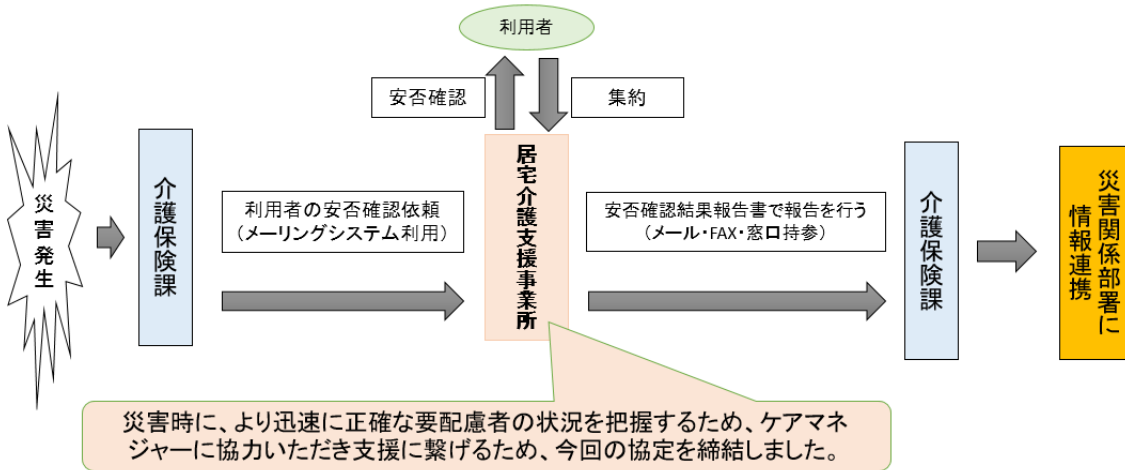 利用者
安否確認
集約
災害発生
介護保険課
利用者の安否確認依頼
（メーリングシステム利用）
居宅介護支援事業所
安否確認結果報告書で報告を行う
（メール・FAX・窓口持参）
介護保険課
災害関係部署に
情報連携
災害時に、より迅速に正確な要配慮者の状況を把握するため、ケアマネ
ジャーに協力いただき支援に繋げるため、今回の協定を締結しました。